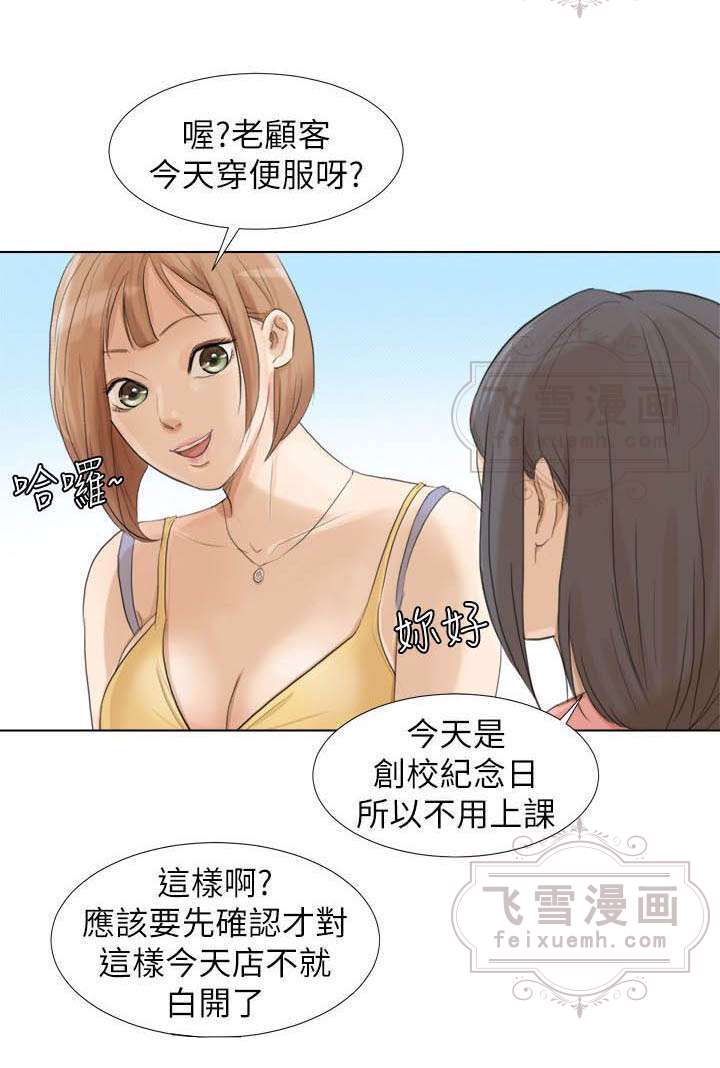 喔?老顧客
今天穿便服呀?
哈囉~
飞雪漫画
feixuemh.com
妳好
今天是
創校紀念日
所以不用上課
這樣啊?
應該要先確認才對
這樣今天店不就
白開了
飞雪漫画
feixuemh.com